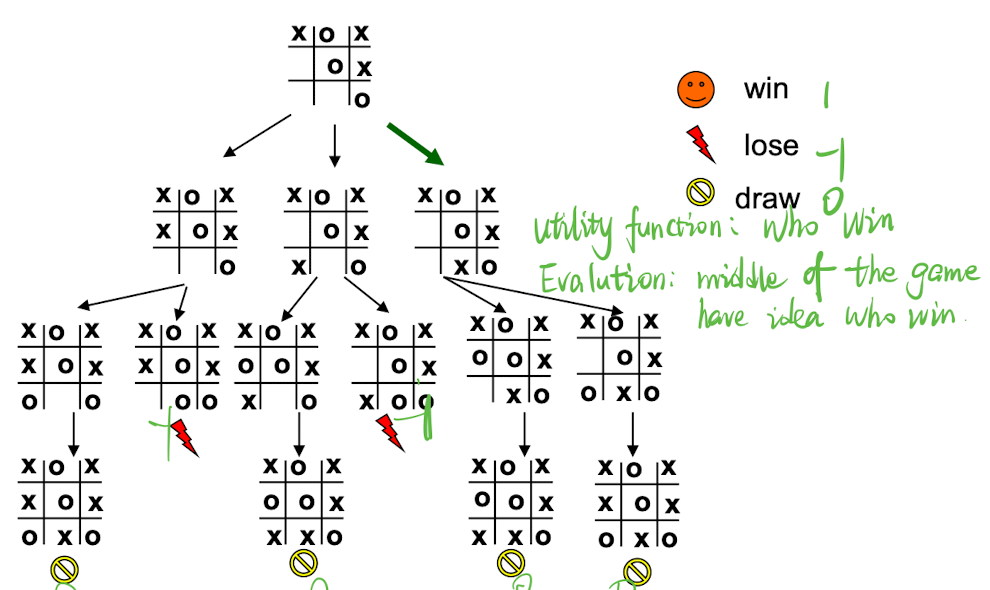 X O X
O X
O
win 1
lose -1
draw 0
X O X
X O X
O
X O X
O X
X O
X O X
O X
X O
Utility function: who win
Evalution: middle of the game
have idea who win.
X O X
X O X
O O
X O X
X O X
O O
-1
X O X
O O X
X O
X O X
O X
X O O
-1
X O X
O O X
X O
X O X
O X
O X O
X O X
X O X
O X O
X O X
O O X
X X O
X O X
O O X
X X O
X O X
X O X
O X O